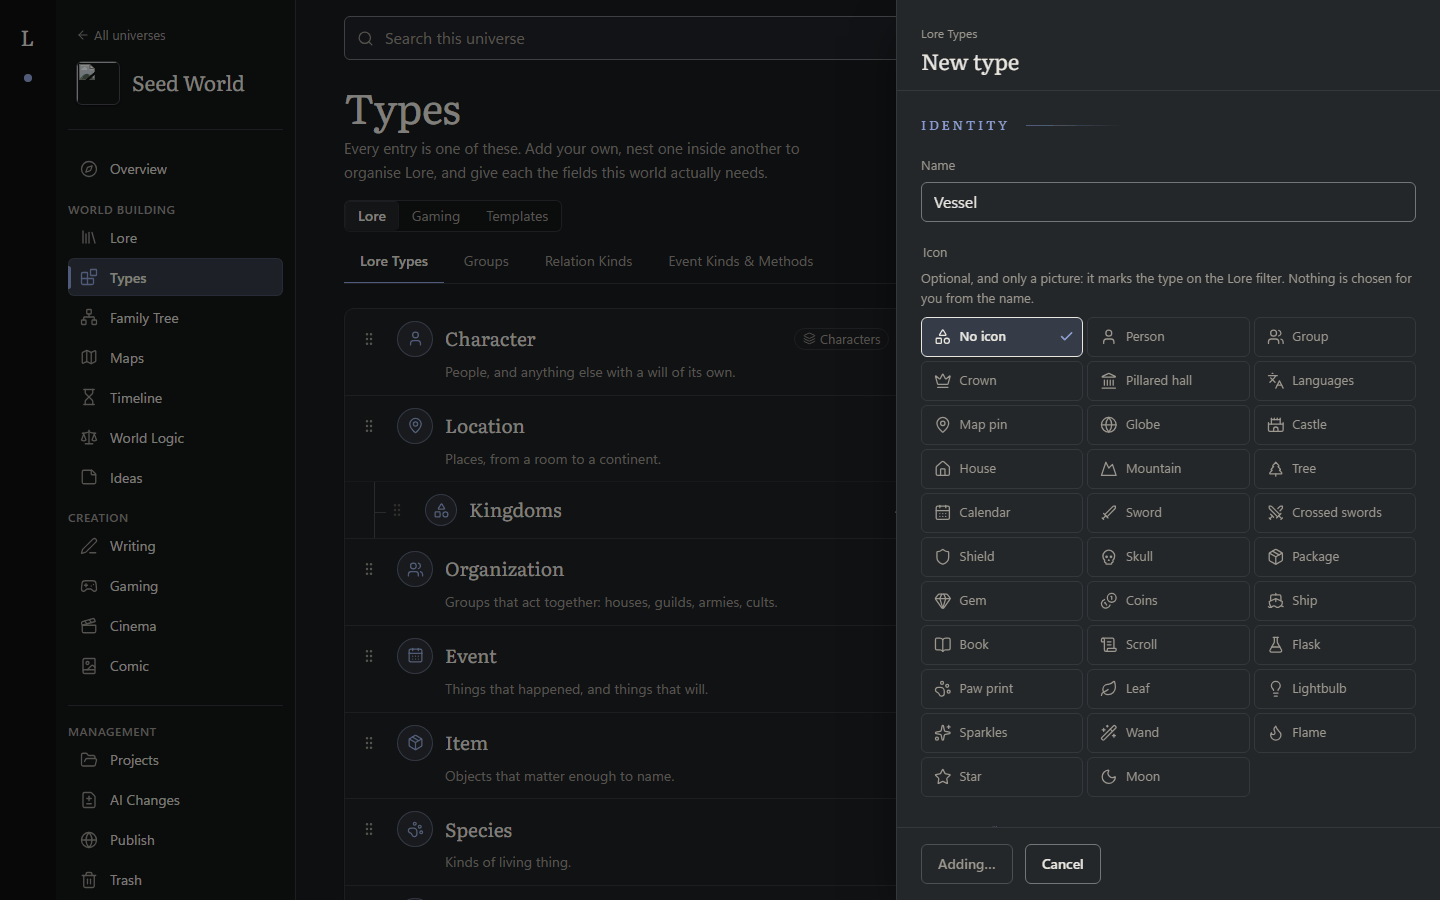 L
All universes
Seed World
Overview
WORLD BUILDING
Lore
Types
Family Tree
Maps
Timeline
World Logic
Ideas
CREATION
Writing
Gaming
Cinema
Comic
MANAGEMENT
Projects
AI Changes
Publish
Trash
Search this universe
Types
Every entry is one of these. Add your own, nest one inside another to
organise Lore, and give each the fields this world actually needs.
Lore Gaming Templates
Lore Types Groups Relation Kinds Event Kinds & Methods
Character Characters
People, and anything else with a will of its own.
Location
Places, from a room to a continent.
Kingdoms
Organization
Groups that act together: houses, guilds, armies, cults.
Event
Things that happened, and things that will.
Item
Objects that matter enough to name.
Species
Kinds of living thing.
Lore Types
New type
IDENTITY
Name
Vessel
Icon
Optional, and only a picture: it marks the type on the Lore filter. Nothing is chosen for
you from the name.
No icon Person Group
Crown Pillared hall Languages
Map pin Globe Castle
House Mountain Tree
Calendar Sword Crossed swords
Shield Skull Package
Gem Coins Ship
Book Scroll Flask
Paw print Leaf Lightbulb
Sparkles Wand Flame
Star Moon
Adding... Cancel